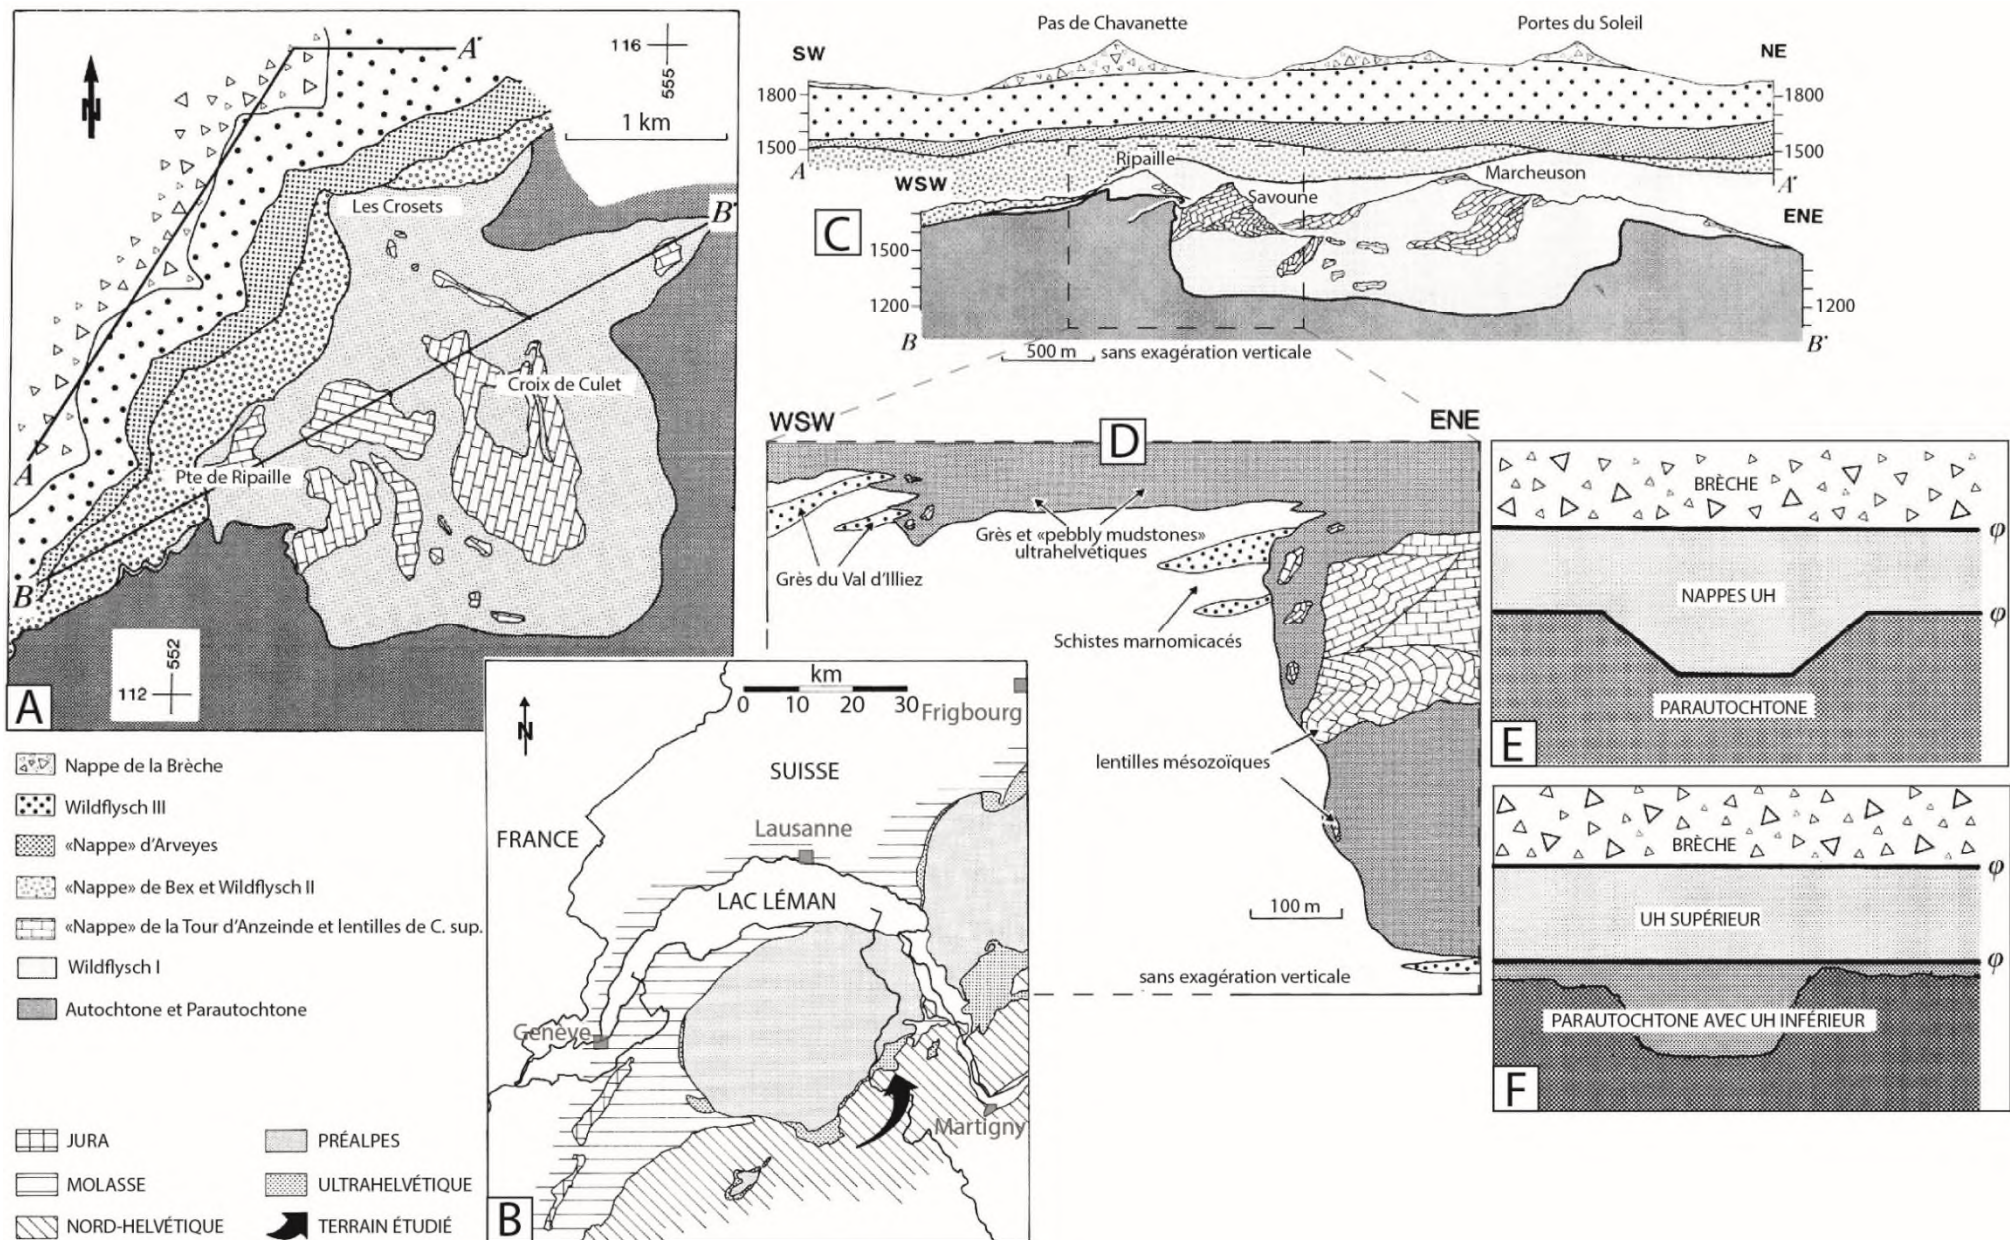 N
A'
116
555
1 km
Les Crosets
B'
Croix de Culet
A
Pte de Ripaille
B
552
112
A
Nappe de la Brèche
Wildflysch III
«Nappe» d'Arveyes
«Nappe» de Bex et Wildflysch II
«Nappe» de la Tour d'Anzeinde et lentilles de C. sup.
Wildflysch I
Autochtone et Parautochtone
JURA
MOLASSE
NORD-HELVÉTIQUE
PRÉALPES
ULTRAHELVÉTIQUE
TERRAIN ÉTUDIÉ
km
0 10 20 30
N
Frigbourg
SUISSE
FRANCE
Lausanne
LAC LÉMAN
Genève
Martigny
B
Pas de Chavanette
Portes du Soleil
SW
NE
1800
1800
1500
1500
A
A'
Ripaille
Marcheuson
WSW
Savoune
ENE
C
1500
1200
1200
B
B'
500 m sans exagération verticale
WSW
D
ENE
Grès et «pebbly mudstones»
ultrahelvétiques
Grès du Val d'Illiez
Schistes marnomicacés
lentilles mésozoïques
100 m
sans exagération verticale
BRÈCHE
φ
NAPPES UH
φ
PARAUTOCHTONE
E
BRÈCHE
φ
UH SUPÉRIEUR
φ
PARAUTOCHTONE AVEC UH INFÉRIEUR
F